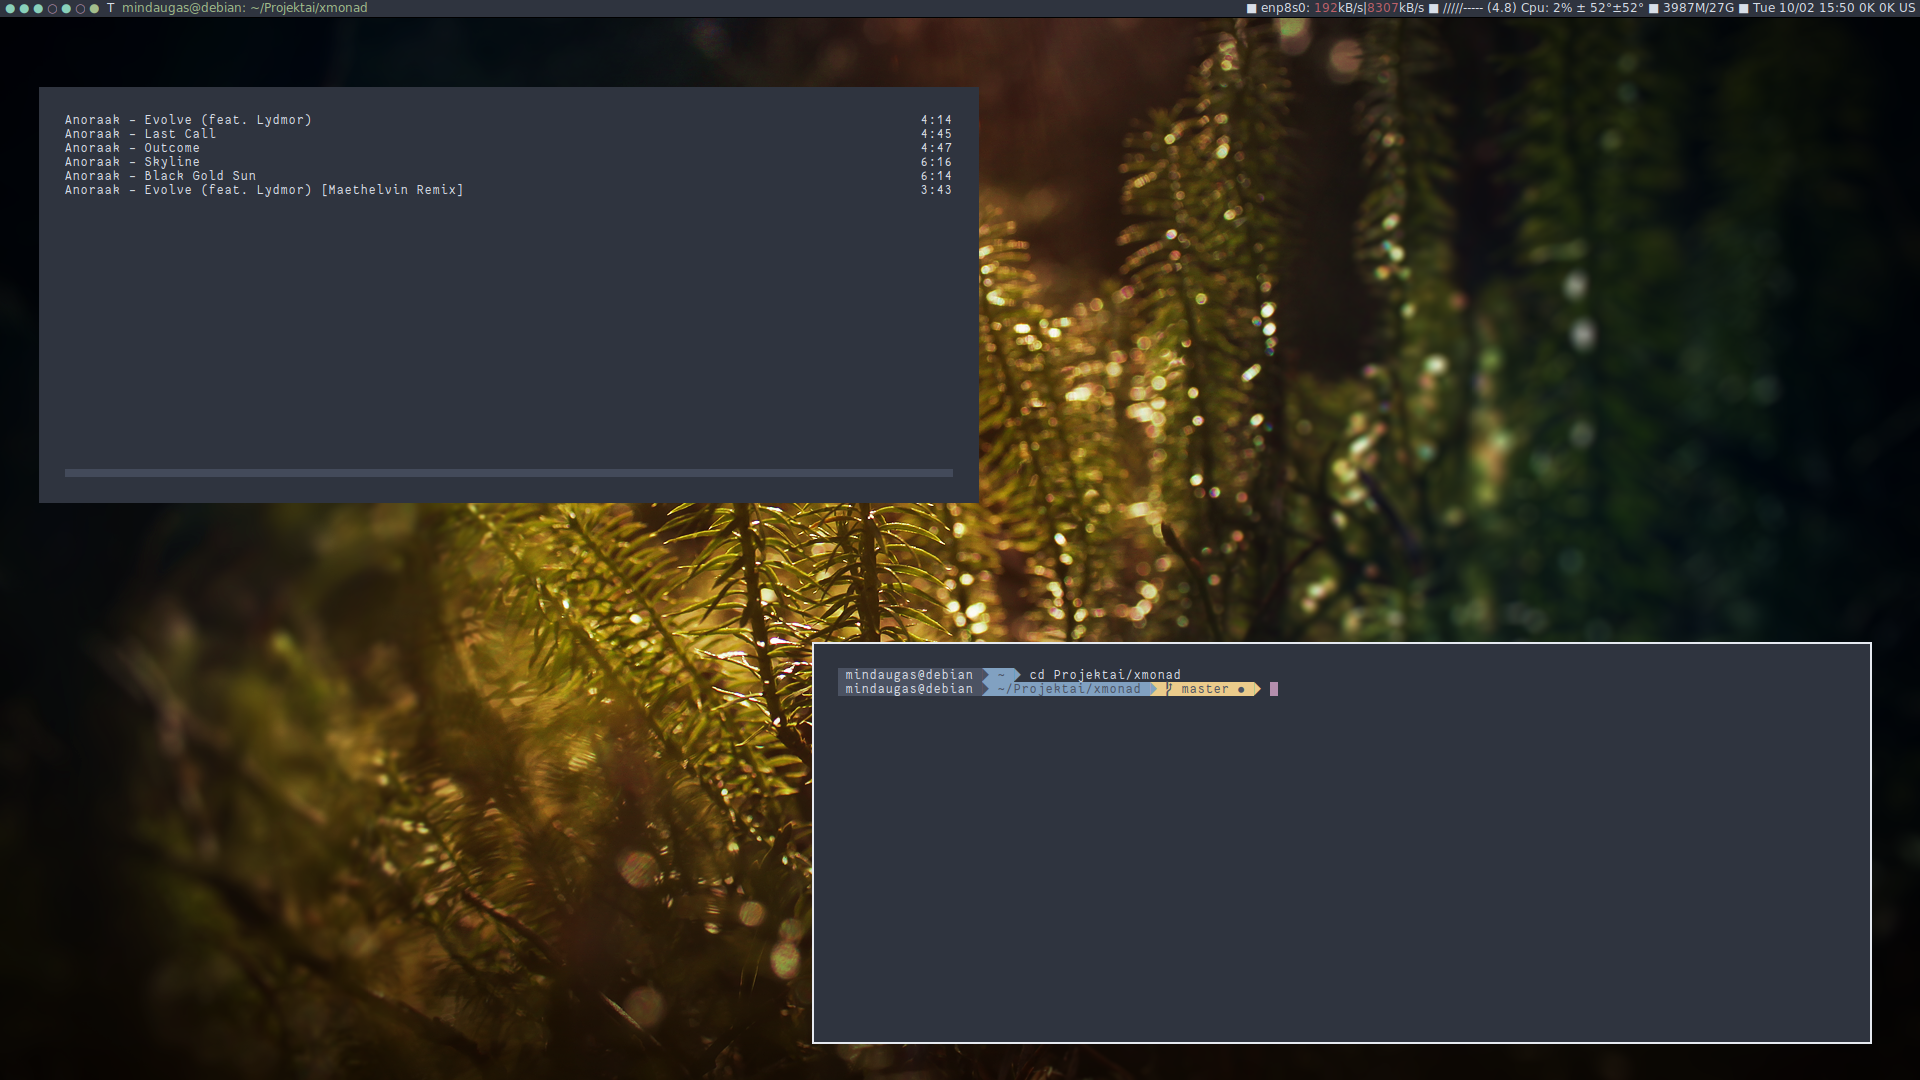 T mindaugas@debian: ~/Projektai/xmonad
enp8s0: 192kB/s|8307kB/s ■ /////----- (4.8) Cpu: 2% ± 52°±52° ■ 3987M/27G ■ Tue 10/02 15:50 0K 0K US
Anoraak - Evolve (feat. Lydmor) 4:14
Anoraak - Last Call 4:45
Anoraak - Outcome 4:47
Anoraak - Skyline 6:16
Anoraak - Black Gold Sun 6:14
Anoraak - Evolve (feat. Lydmor) [Maethelvin Remix] 3:43
mindaugas@debian ~ cd Projektai/xmonad
mindaugas@debian ~/Projektai/xmonad master ●